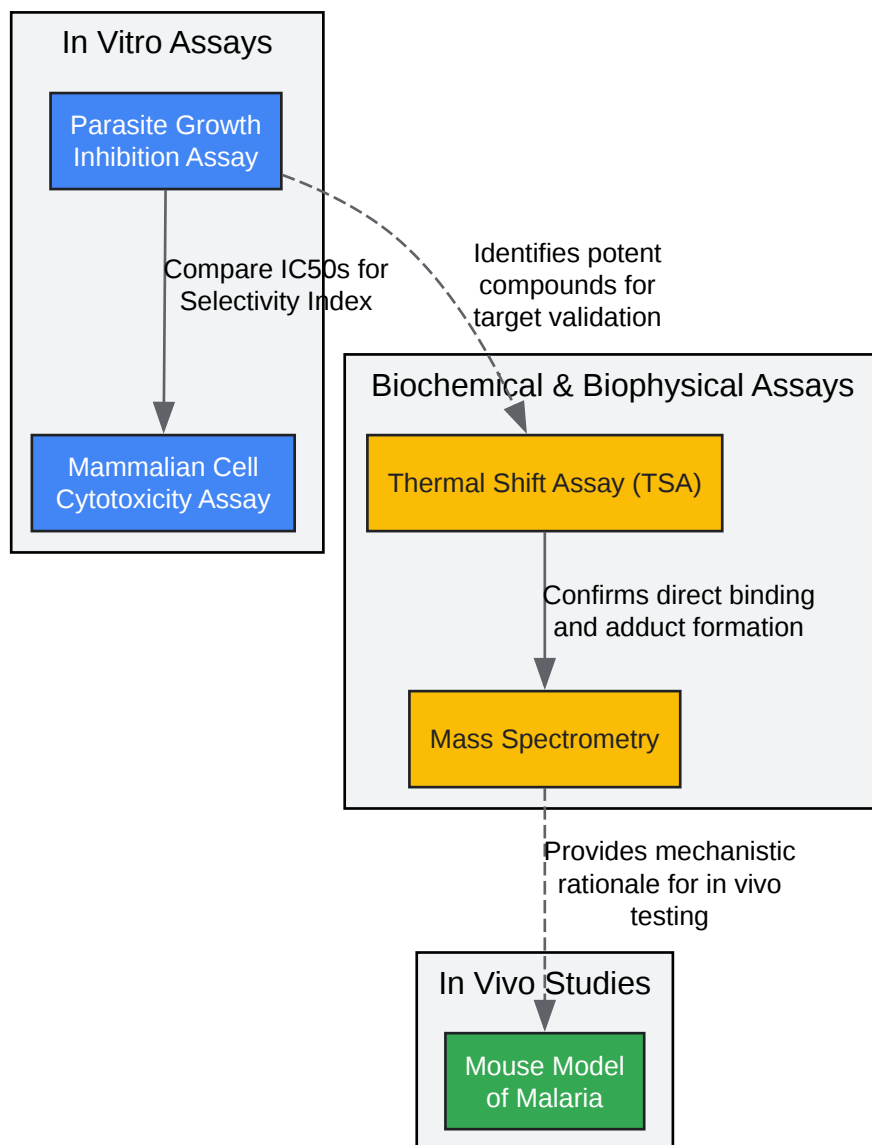 In Vitro Assays
Parasite Growth
Inhibition Assay
Compare IC50s for
Selectivity Index
Identifies potent
compounds for
target validation
Mammalian Cell
Cytotoxicity Assay
Biochemical & Biophysical Assays
Thermal Shift Assay (TSA)
Confirms direct binding
and adduct formation
Mass Spectrometry
Provides mechanistic
rationale for in vivo
testing
In Vivo Studies
Mouse Model
of Malaria